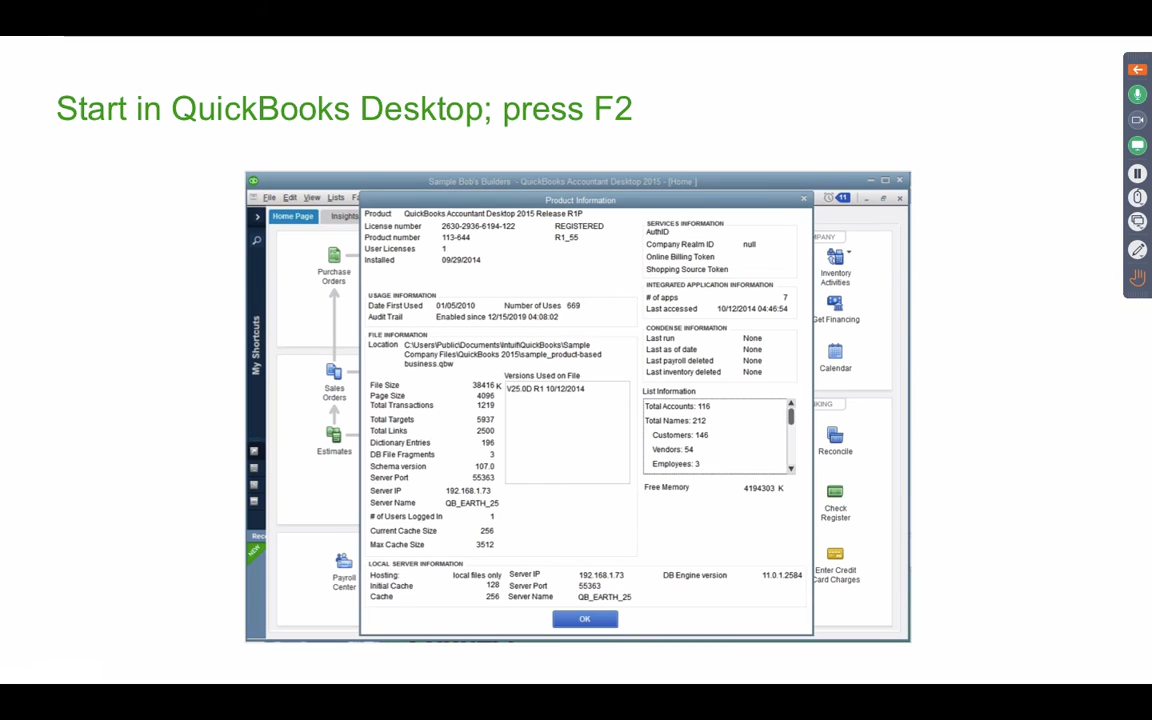 Start in QuickBooks Desktop; press F2
Sample Bob's Builders - QuickBooks Accountant Desktop 2015 - [Home ]
File Edit View Lists
11
Product Information
Home Page Insights
My Shortcuts
NEW
Purchase
Orders
Sales
Orders
Estimates
Payroll
Center
Product QuickBooks Accountant Desktop 2015 Release R1P
License number 2630-2936-6194-122 REGISTERED
Product number 113-644 R1_55
User Licenses 1
Installed 09/29/2014
USAGE INFORMATION
Date First Used 01/05/2010 Number of Uses 669
Audit Trail Enabled since 12/15/2019 04:08:02
FILE INFORMATION
Location C:\Users\Public\Documents\Intuit\QuickBooks\Sample
Company Files\QuickBooks 2015\sample_product-based
business.qbw
Versions Used on File
V25.0D R1 10/12/2014
File Size 38416 K
Page Size 4096
Total Transactions 1219
Total Targets 5937
Total Links 2500
Dictionary Entries 196
DB File Fragments 3
Schema version 107.0
Server Port 55363
Server IP 192.168.1.73
Server Name QB_EARTH_25
# of Users Logged In 1
Current Cache Size 256
Max Cache Size 3512
SERVICES INFORMATION
AuthID
Company Realm ID null
Online Billing Token
Shopping Source Token
INTEGRATED APPLICATION INFORMATION
# of apps 7
Last accessed 10/12/2014 04:46:54
CONDENSE INFORMATION
Last run None
Last as of date None
Last payroll deleted None
Last inventory deleted None
List Information
Total Accounts: 116
Total Names: 212
Customers: 146
Vendors: 54
Employees: 3
Free Memory 4194303 K
LOCAL SERVER INFORMATION
Hosting: local files only Server IP 192.168.1.73 DB Engine version 11.0.1.2584
Initial Cache 128 Server Port 55363
Cache 256 Server Name QB_EARTH_25
OK
Inventory
Activities
Get Financing
Calendar
Reconcile
Check
Register
Enter Credit
Card Charges